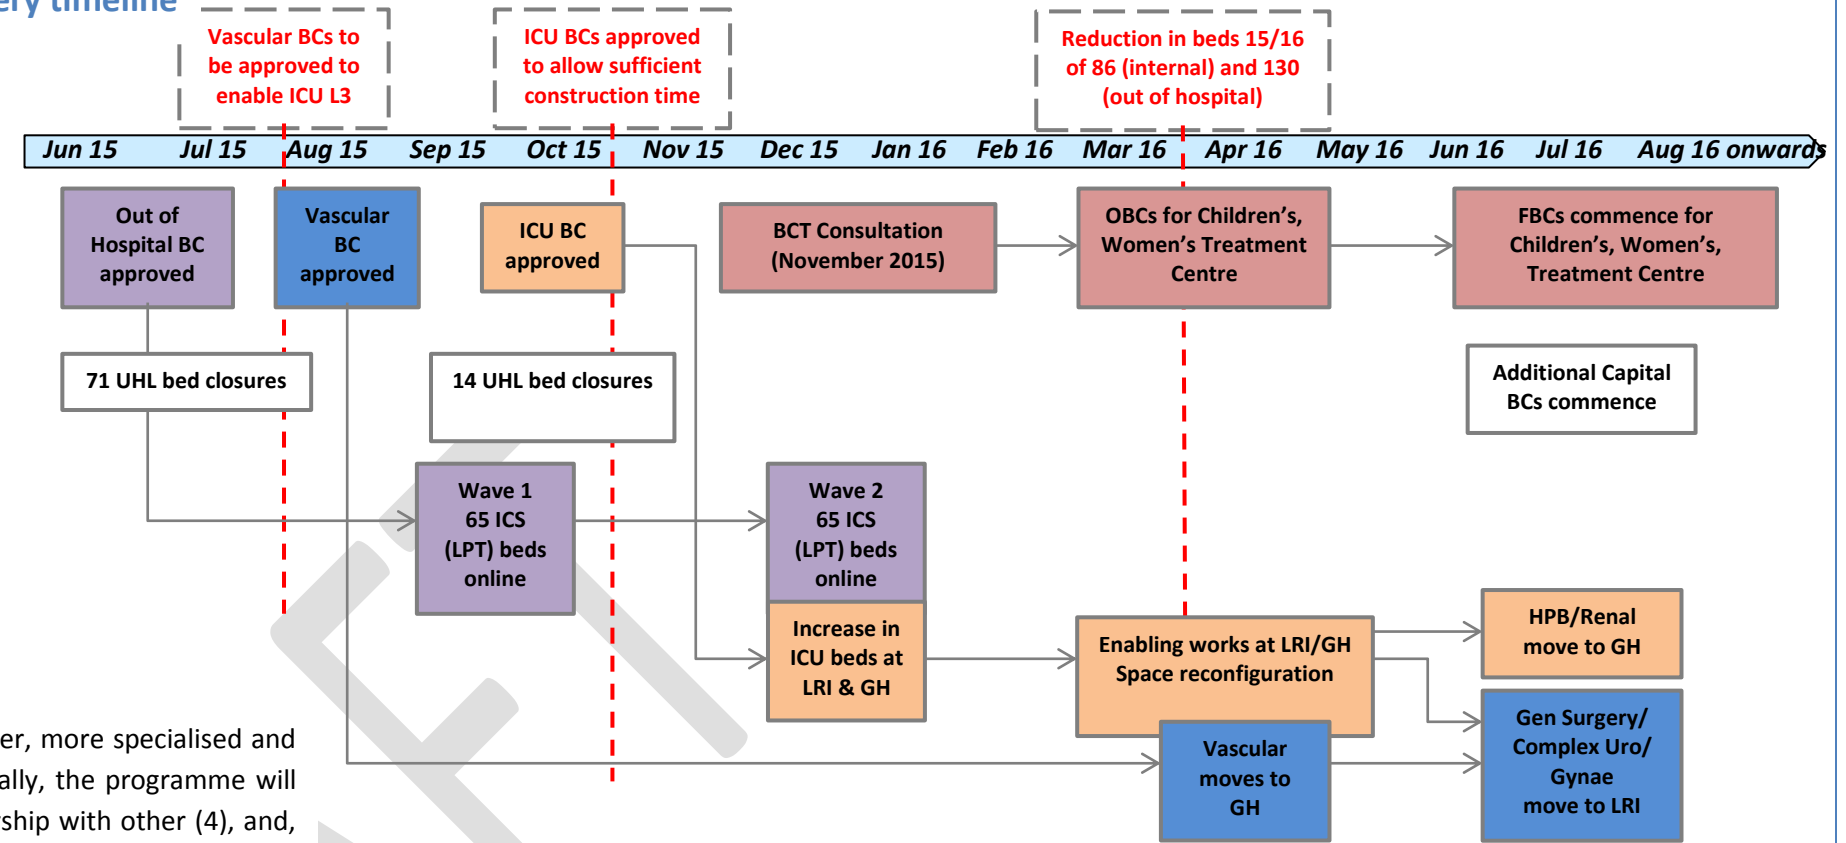 ery timeline
Vascular BCs to
be approved to
enable ICU L3
ICU BCs approved
to allow sufficient
construction time
Reduction in beds 15/16
of 86 (internal) and 130
(out of hospital)
Jun 15 Jul 15 Aug 15 Sep 15 Oct 15 Nov 15 Dec 15 Jan 16 Feb 16 Mar 16 Apr 16 May 16 Jun 16 Jul 16 Aug 16 onwards
Out of
Hospital BC
approved
Vascular
BC
approved
ICU BC
approved
BCT Consultation
(November 2015)
OBCs for Children's,
Women's Treatment
Centre
FBCs commence for
Children's, Women's,
Treatment Centre
71 UHL bed closures
14 UHL bed closures
Additional Capital
BCs commence
Wave 1
65 ICS
(LPT) beds
online
Wave 2
65 ICS
(LPT) beds
online
Increase in
ICU beds at
LRI & GH
Enabling works at LRI/GH
Space reconfiguration
HPB/Renal
move to GH
Vascular
moves to
GH
Gen Surgery/
Complex Uro/
Gynae
move to LRI
er, more specialised and
ally, the programme will
rship with other (4), and,